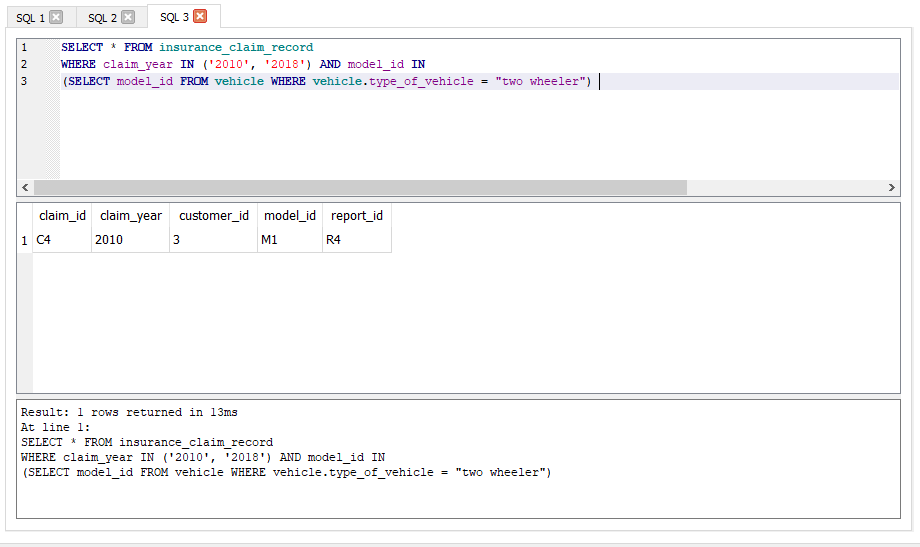 SQL 1 SQL 2 SQL 3
1 SELECT * FROM insurance_claim_record
2 WHERE claim_year IN ('2010', '2018') AND model_id IN
3 (SELECT model_id FROM vehicle WHERE vehicle.type_of_vehicle = "two wheeler")
claim_id claim_year customer_id model_id report_id
1 C4 2010 3 M1 R4
Result: 1 rows returned in 13ms
At line 1:
SELECT * FROM insurance_claim_record
WHERE claim_year IN ('2010', '2018') AND model_id IN
(SELECT model_id FROM vehicle WHERE vehicle.type_of_vehicle = "two wheeler")